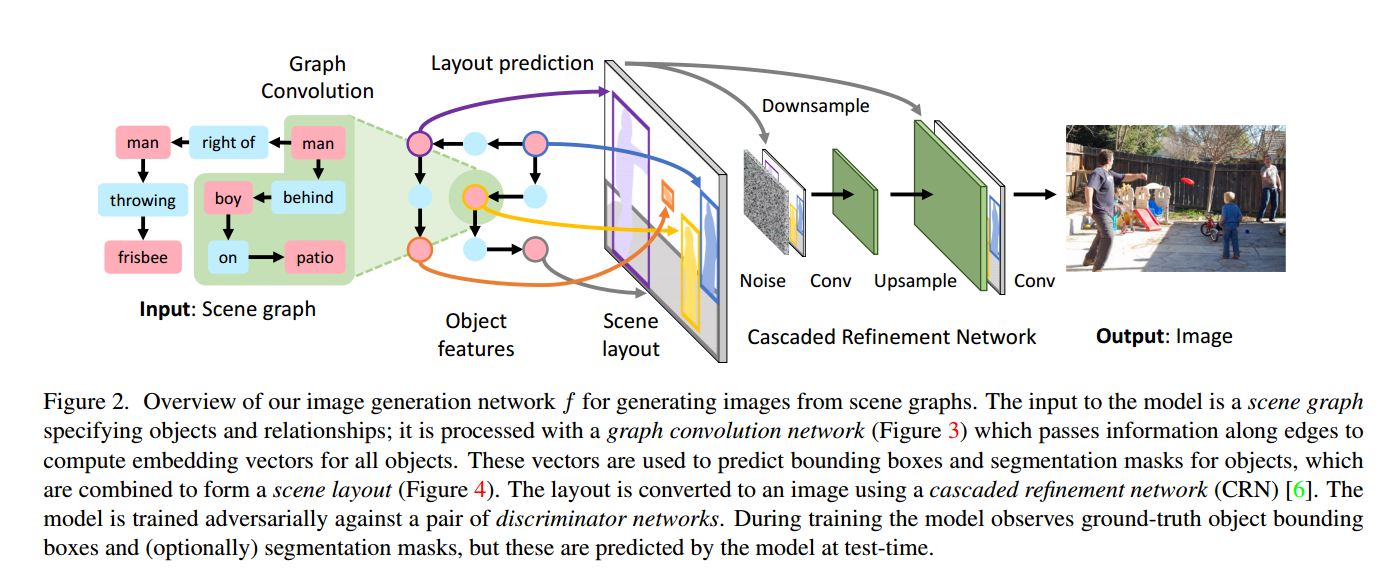 Graph
Convolution
Layout prediction
Downsample
man
right of
man
throwing
boy
behind
frisbee
on
patio
Input: Scene graph
Object
features
Scene
layout
Noise
Conv
Upsample
Conv
Cascaded Refinement Network
Output: Image
Figure 2. Overview of our image generation network f for generating images from scene graphs. The input to the model is a scene graph
specifying objects and relationships; it is processed with a graph convolution network (Figure 3) which passes information along edges to
compute embedding vectors for all objects. These vectors are used to predict bounding boxes and segmentation masks for objects, which
are combined to form a scene layout (Figure 4). The layout is converted to an image using a cascaded refinement network (CRN) [6]. The
model is trained adversarially against a pair of discriminator networks. During training the model observes ground-truth object bounding
boxes and (optionally) segmentation masks, but these are predicted by the model at test-time.